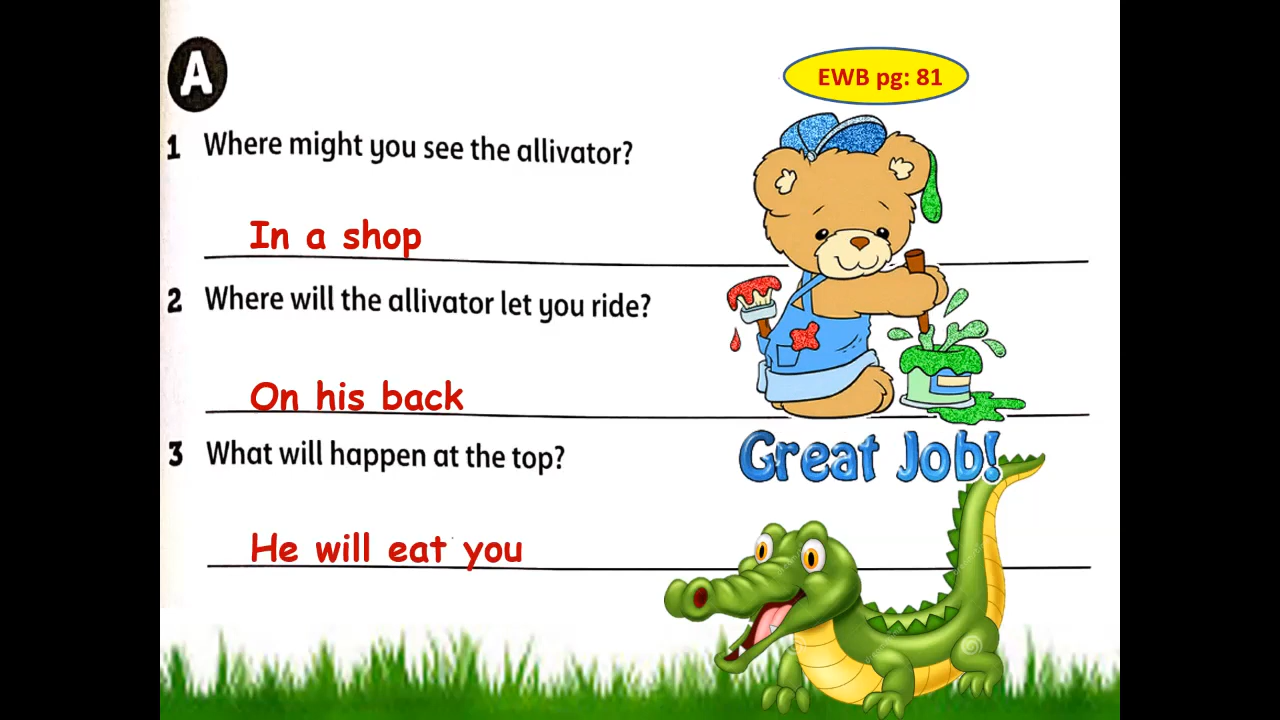 A
EWB pg: 81
1 Where might you see the allivator?
In a shop
2 Where will the allivator let you ride?
On his back
3 What will happen at the top?
He will eat you
Great Job!